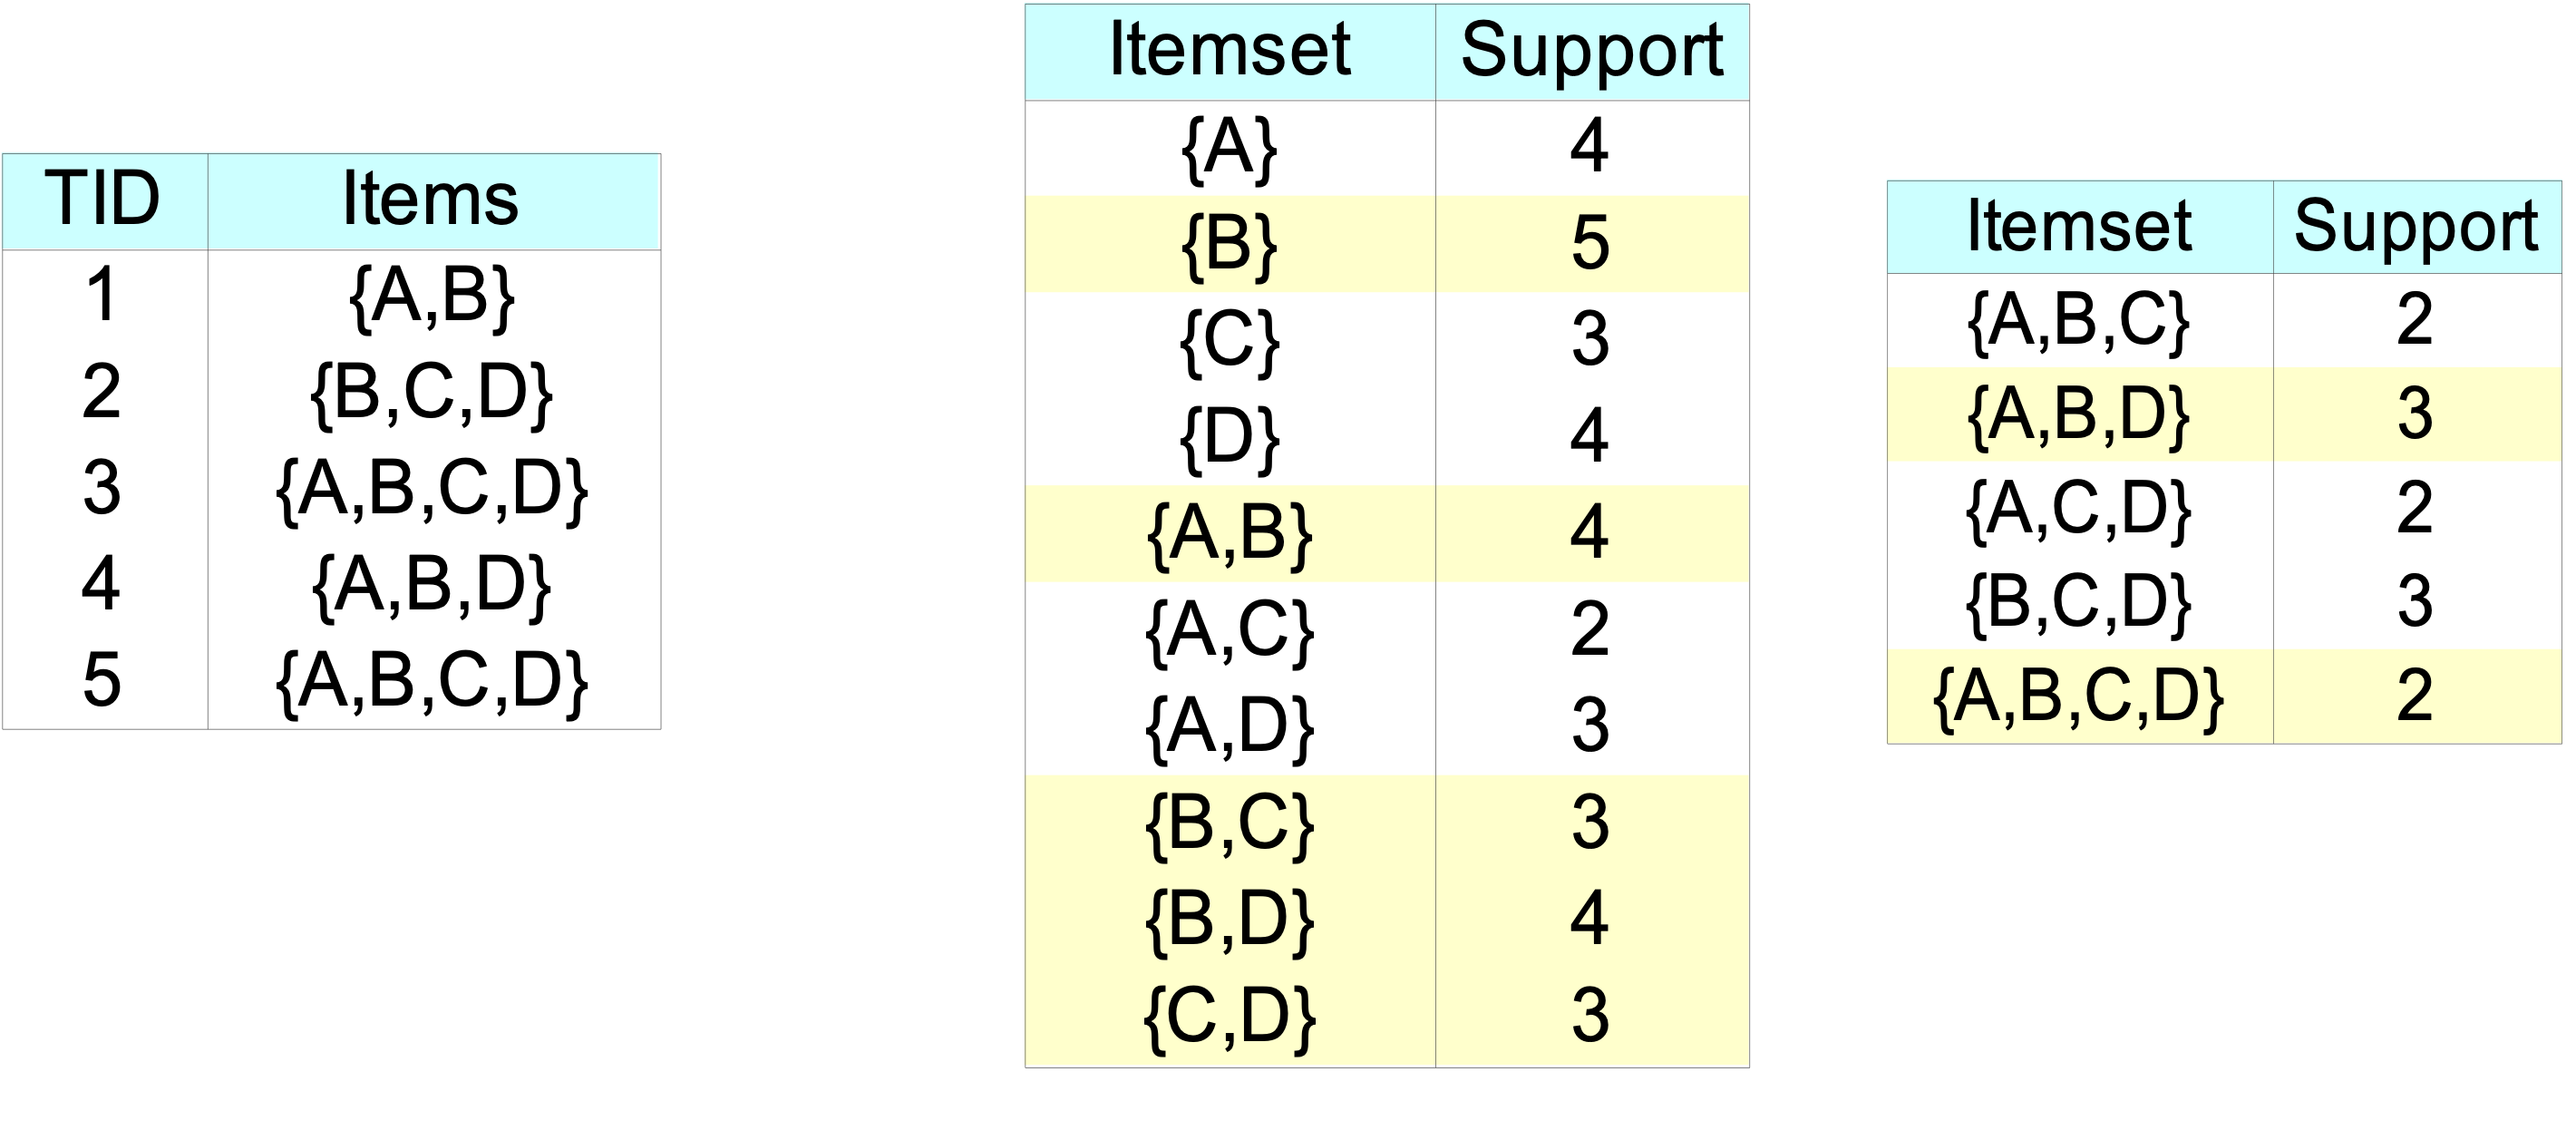 TID Items
1 {A,B}
2 {B,C,D}
3 {A,B,C,D}
4 {A,B,D}
5 {A,B,C,D}
Itemset Support
{A} 4
{B} 5
{C} 3
{D} 4
{A,B} 4
{A,C} 2
{A,D} 3
{B,C} 3
{B,D} 4
{C,D} 3
Itemset Support
{A,B,C} 2
{A,B,D} 3
{A,C,D} 2
{B,C,D} 3
{A,B,C,D} 2